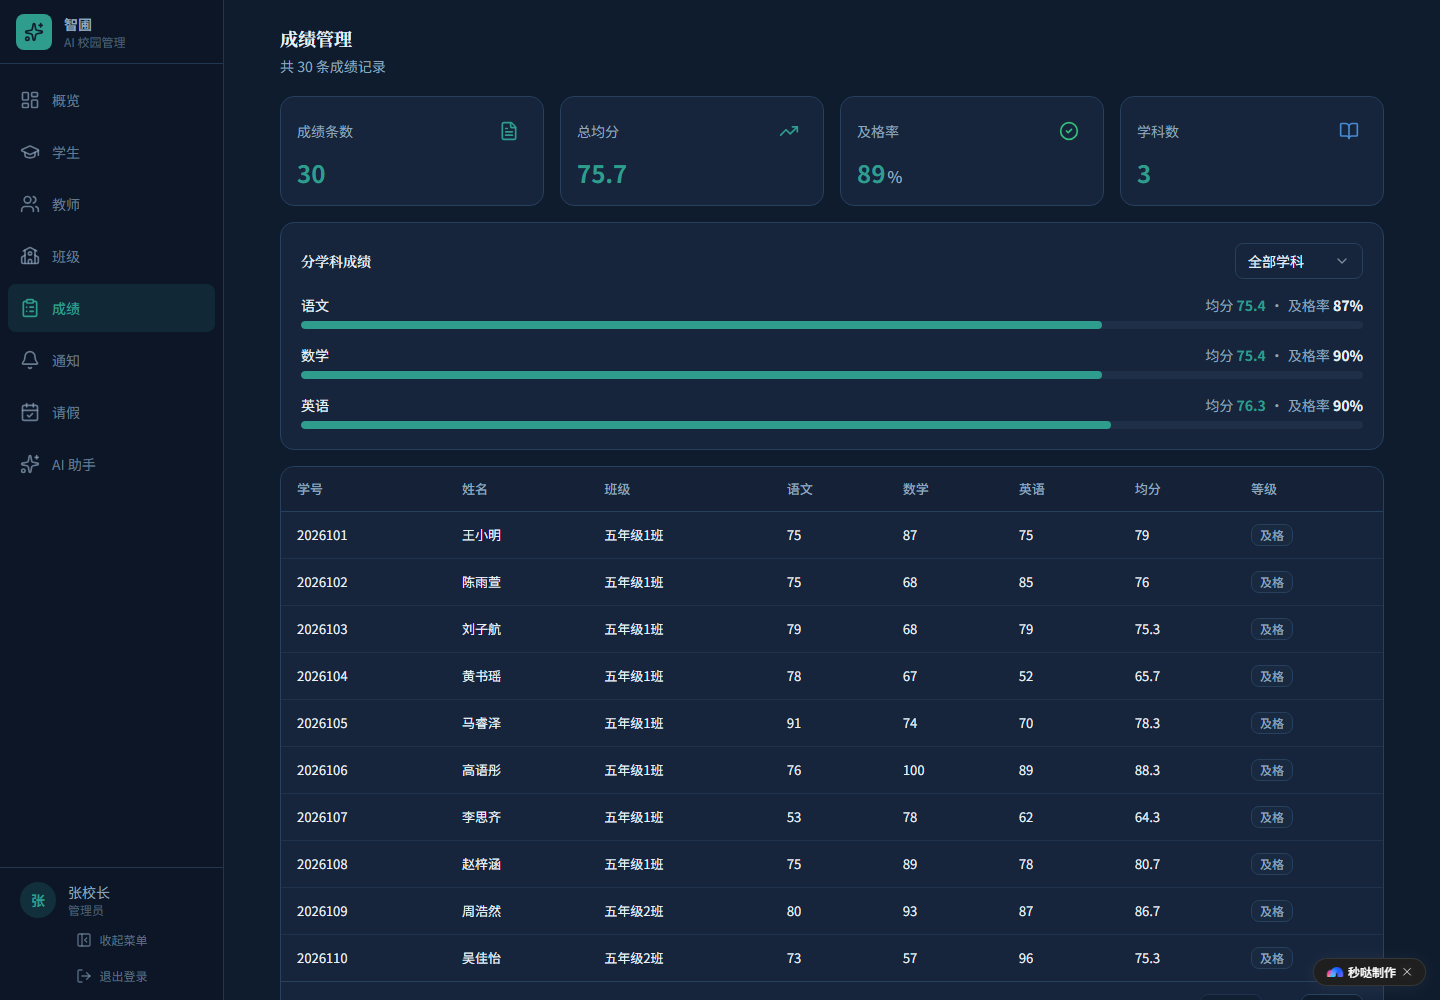 智圃
AI 校园管理
概览
学生
教师
班级
成绩
通知
请假
AI 助手
张
张校长
管理员
收起菜单
退出登录
成绩管理
共 30 条成绩记录
成绩条数
30
总均分
75.7
及格率
89%
学科数
3
分学科成绩
全部学科
语文 均分 75.4 · 及格率 87%
数学 均分 75.4 · 及格率 90%
英语 均分 76.3 · 及格率 90%
学号 姓名 班级 语文 数学 英语 均分 等级
2026101 王小明 五年级1班 75 87 75 79 及格
2026102 陈雨萱 五年级1班 75 68 85 76 及格
2026103 刘子航 五年级1班 79 68 79 75.3 及格
2026104 黄书瑶 五年级1班 78 67 52 65.7 及格
2026105 马睿泽 五年级1班 91 74 70 78.3 及格
2026106 高语彤 五年级1班 76 100 89 88.3 及格
2026107 李思齐 五年级1班 53 78 62 64.3 及格
2026108 赵梓涵 五年级1班 75 89 78 80.7 及格
2026109 周浩然 五年级2班 80 93 87 86.7 及格
2026110 吴佳怡 五年级2班 73 57 96 75.3 及格
秒哒制作